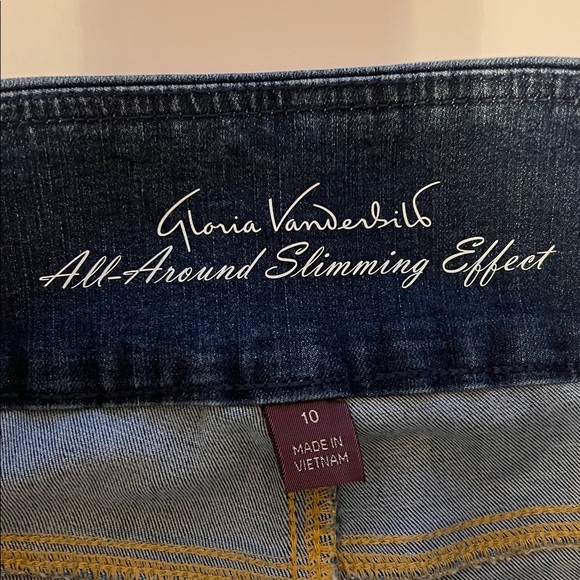 Gloria Vanderbilt
All-Around Slimming Effect
10
MADE IN
VIETNAM